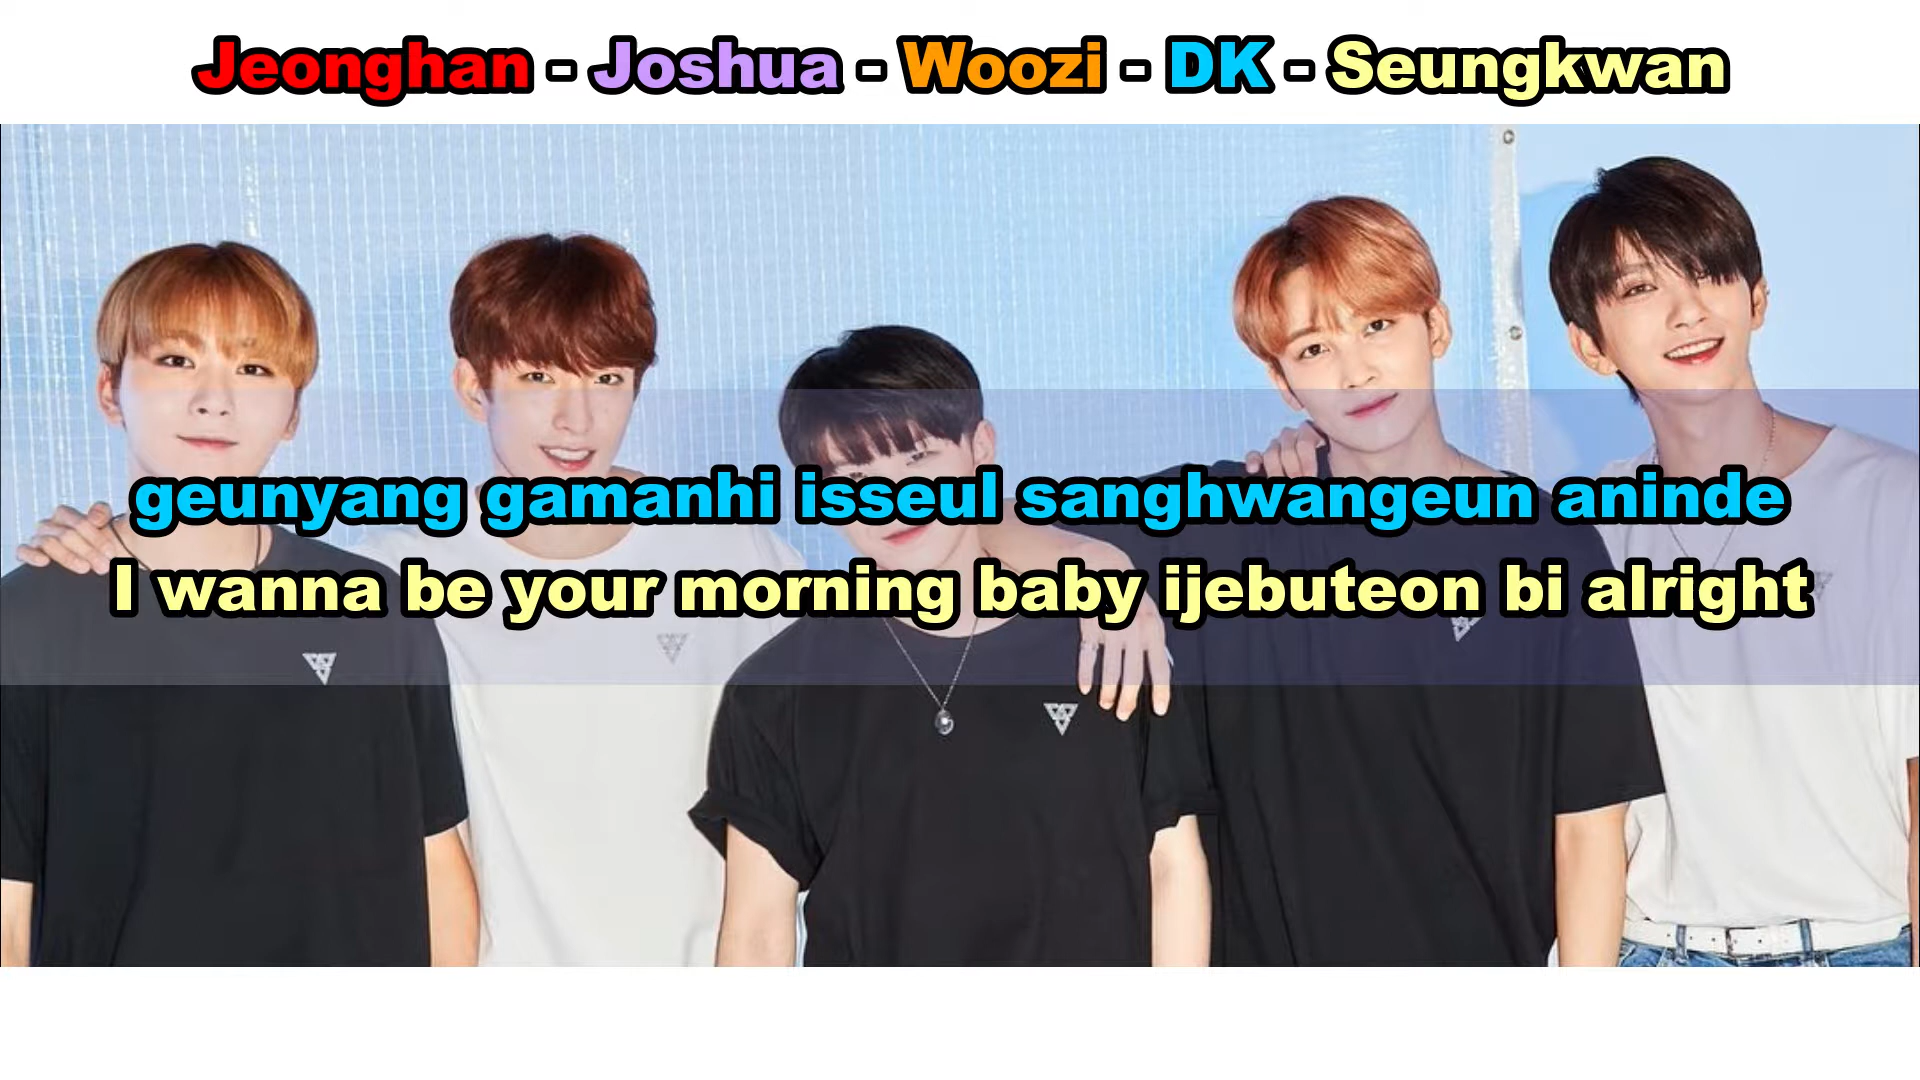 Jeonghan - Joshua - Woozi - DK - Seungkwan
geunyang gamanhi isseul sanghwangeun aninde
I wanna be your morning baby ijebuteon bi alright